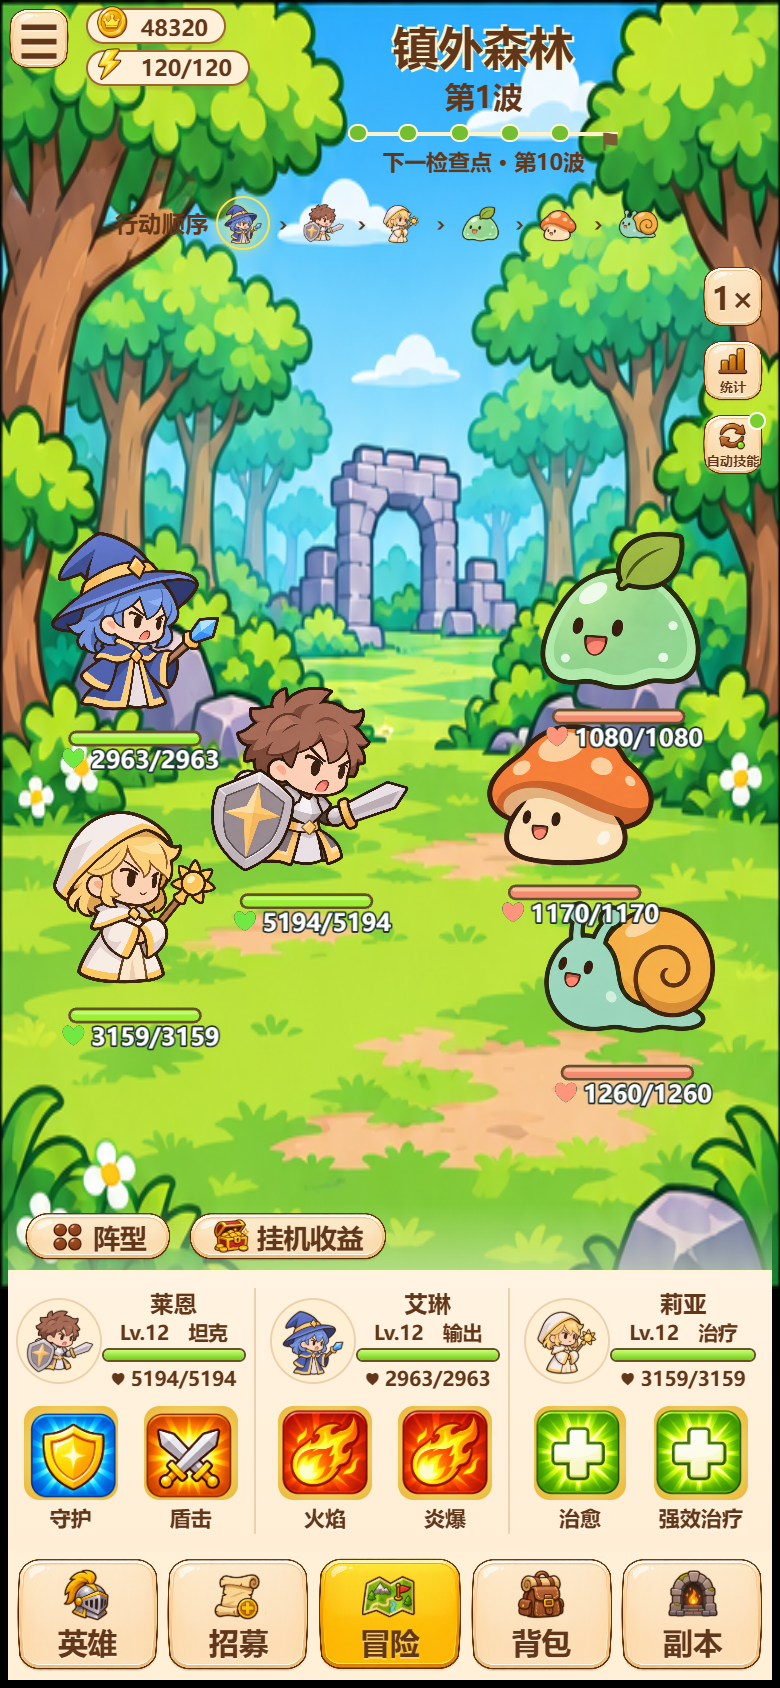 48320
120/120
镇外森林
第1波
下一检查点·第10波
行动顺序
1×
统计
自动技能
2963/2963
1080/1080
5194/5194
1170/1170
3159/3159
1260/1260
阵型
挂机收益
莱恩
Lv.12 坦克
5194/5194
守护
盾击
艾琳
Lv.12 输出
2963/2963
火焰
炎爆
莉亚
Lv.12 治疗
3159/3159
治愈
强效治疗
英雄
招募
冒险
背包
副本